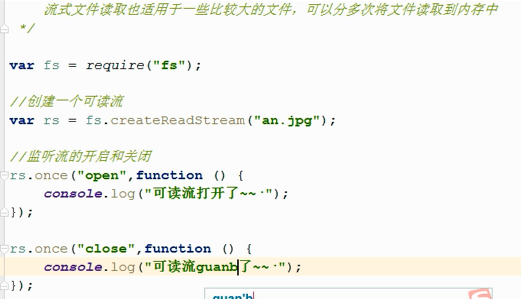 流式文件读取也适用于一些比较大的文件，可以分多次将文件读取到内存中
*/
var fs = require("fs");
//创建一个可读流
var rs = fs.createReadStream("an.jpg");
//监听流的开启和关闭
rs.once("open",function () {
console.log("可读流打开了~~·");
});
rs.once("close",function () {
console.log("可读流guanb了~~·");
});
guan'b